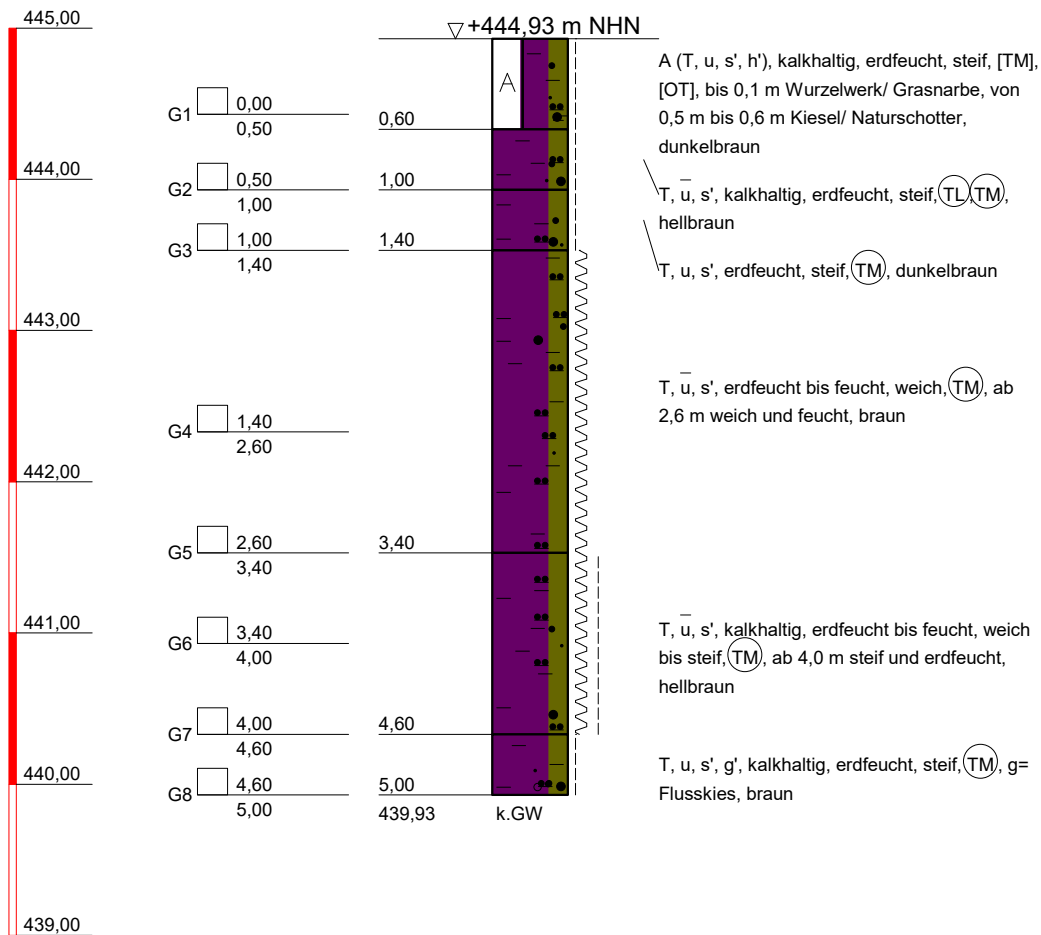 445,00
+444,93 m NHN
A (T, u, s', h'), kalkhaltig, erdfeucht, steif, [TM],
[OT], bis 0,1 m Wurzelwerk/ Grasnarbe, von
0,5 m bis 0,6 m Kiesel/ Naturschotter,
dunkelbraun
A
G1 0,00
0,50
0,60
444,00
G2 0,50
1,00
1,00
T, ū, s', kalkhaltig, erdfeucht, steif, TL, TM,
hellbraun
G3 1,00
1,40
1,40
T, u, s', erdfeucht, steif, TM, dunkelbraun
443,00
T, ū, s', erdfeucht bis feucht, weich, TM, ab
2,6 m weich und feucht, braun
G4 1,40
2,60
442,00
G5 2,60
3,40
3,40
441,00
G6 3,40
4,00
T, ū, s', kalkhaltig, erdfeucht bis feucht, weich
bis steif, TM, ab 4,0 m steif und erdfeucht,
hellbraun
G7 4,00
4,60
4,60
440,00
G8 4,60
5,00
5,00
T, u, s', g', kalkhaltig, erdfeucht, steif, TM, g=
Flusskies, braun
439,93
k.GW
439,00